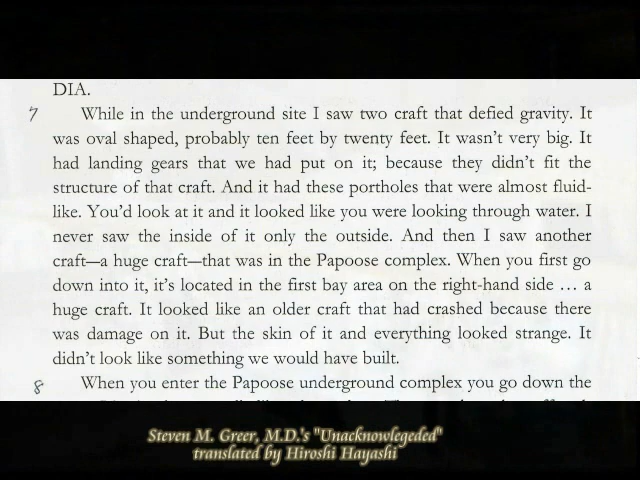 DIA.
7 While in the underground site I saw two craft that defied gravity. It
was oval shaped, probably ten feet by twenty feet. It wasn't very big. It
had landing gears that we had put on it; because they didn't fit the
structure of that craft. And it had these portholes that were almost fluid-
like. You'd look at it and it looked like you were looking through water. I
never saw the inside of it only the outside. And then I saw another
craft—a huge craft—that was in the Papoose complex. When you first go
down into it, it's located in the first bay area on the right-hand side … a
huge craft. It looked like an older craft that had crashed because there
was damage on it. But the skin of it and everything looked strange. It
didn't look like something we would have built.
8 When you enter the Papoose underground complex you go down the
Steven M. Greer, M.D.'s "Unacknowlegeded"
translated by Hiroshi Hayashi